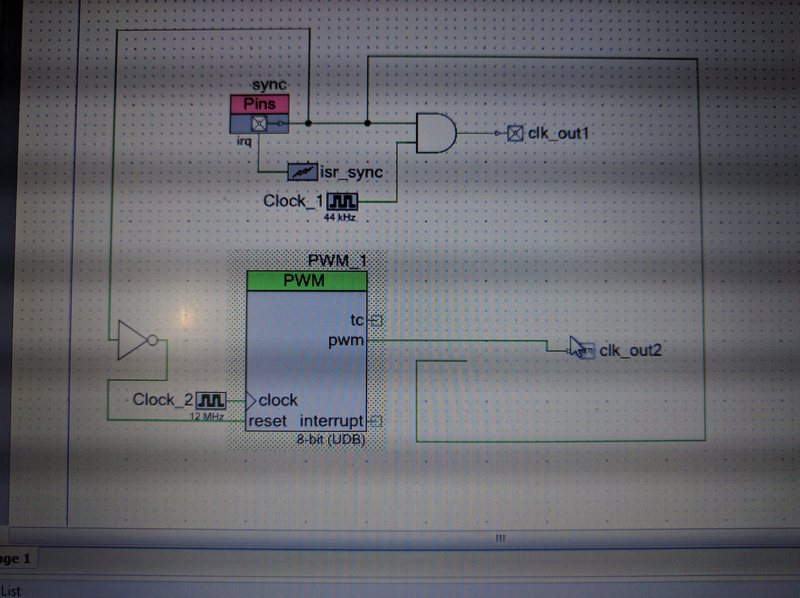 sync
Pins
irq
isr_sync
clk_out1
Clock_1
44 kHz
PWM_1
PWM
tc
pwm
clk_out2
Clock_2
12 MHz
clock
reset
interrupt
8-bit (UDB)
age 1
List